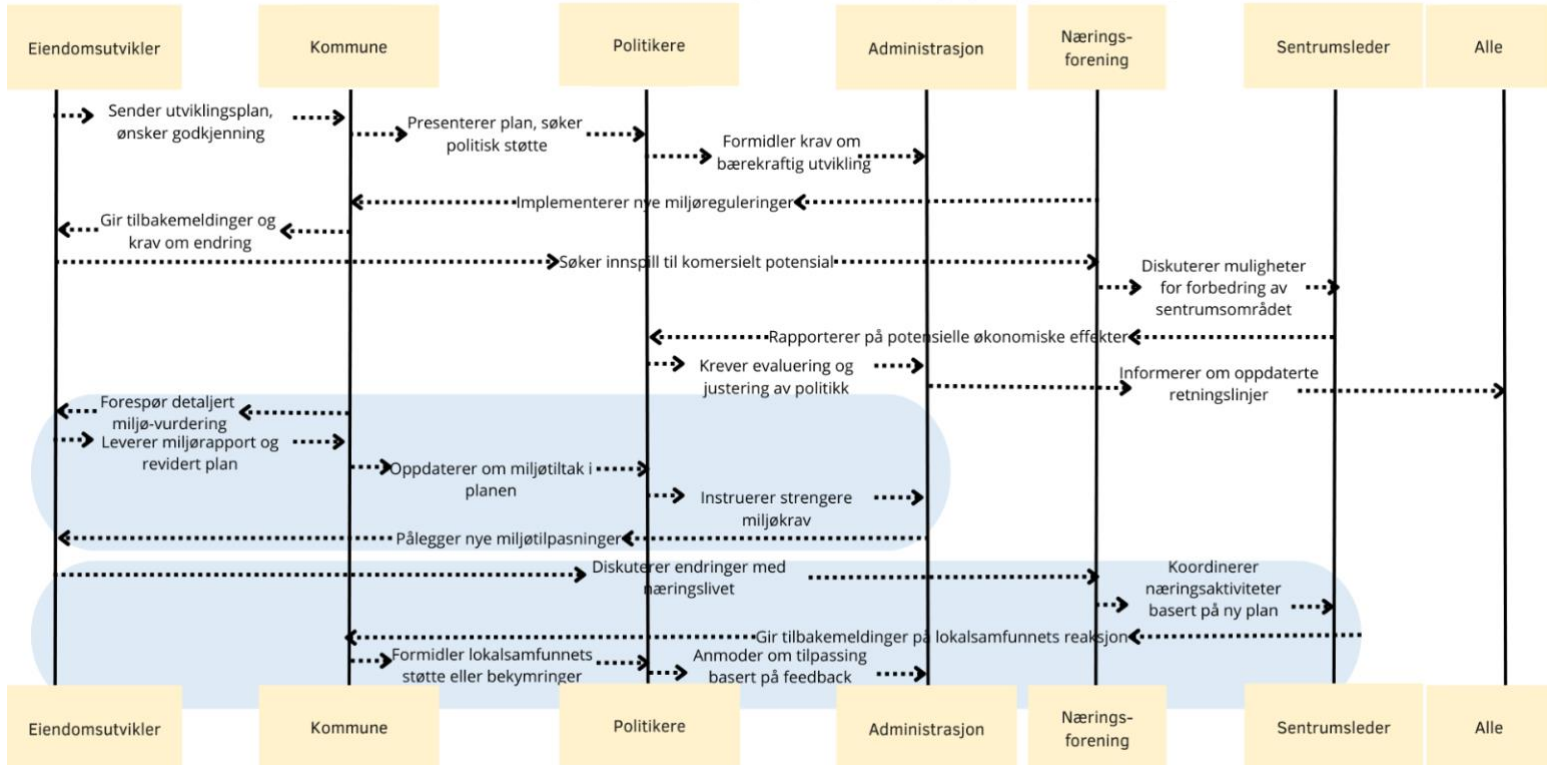 Eiendomsutvikler
Kommune
Politikere
Administrasjon
Nærings-
forening
Sentrumsleder
Alle
Sender utviklingsplan,
ønsker godkjenning
Presenterer plan, søker
politisk støtte
Formidler krav om
bærekraftig utvikling
Implementerer nye miljøreguleringer
Gir tilbakemeldinger og
krav om endring
Søker innspill til komersielt potensial
Diskuterer muligheter
for forbedring av
sentrumsområdet
Rapporterer på potensielle økonomiske effekter
Krever evaluering og
justering av politikk
Informerer om oppdaterte
retningslinjer
Forespør detaljert
miljø-vurdering
Leverer miljørapport og
revidert plan
Oppdaterer om miljøtiltak i
planen
Instruerer strengere
miljøkrav
Pålegger nye miljøtilpasninger
Diskuterer endringer med
næringslivet
Koordinerer
næringsaktiviteter
basert på ny plan
Gir tilbakemeldinger på lokalsamfunnets reaksjon
Formidler lokalsamfunnets
støtte eller bekymringer
Anmoder om tilpassing
basert på feedback
Eiendomsutvikler
Kommune
Politikere
Administrasjon
Nærings-
forening
Sentrumsleder
Alle